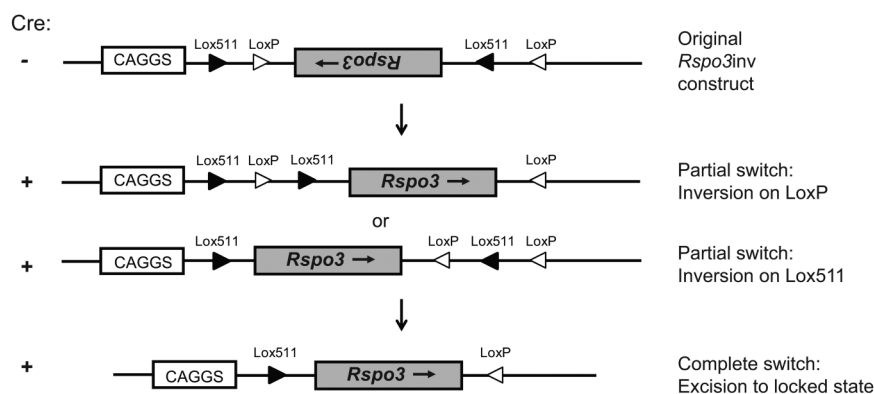 Cre:
- CAGGS Lox511 LoxP Rspo3 ← Lox511 LoxP
Original
Rspo3inv
construct
+ CAGGS Lox511 LoxP Lox511 Rspo3 → LoxP
Partial switch:
Inversion on LoxP
or
+ CAGGS Lox511 Rspo3 → LoxP Lox511 LoxP
Partial switch:
Inversion on Lox511
+ CAGGS Lox511 Rspo3 → LoxP
Complete switch:
Excision to locked state